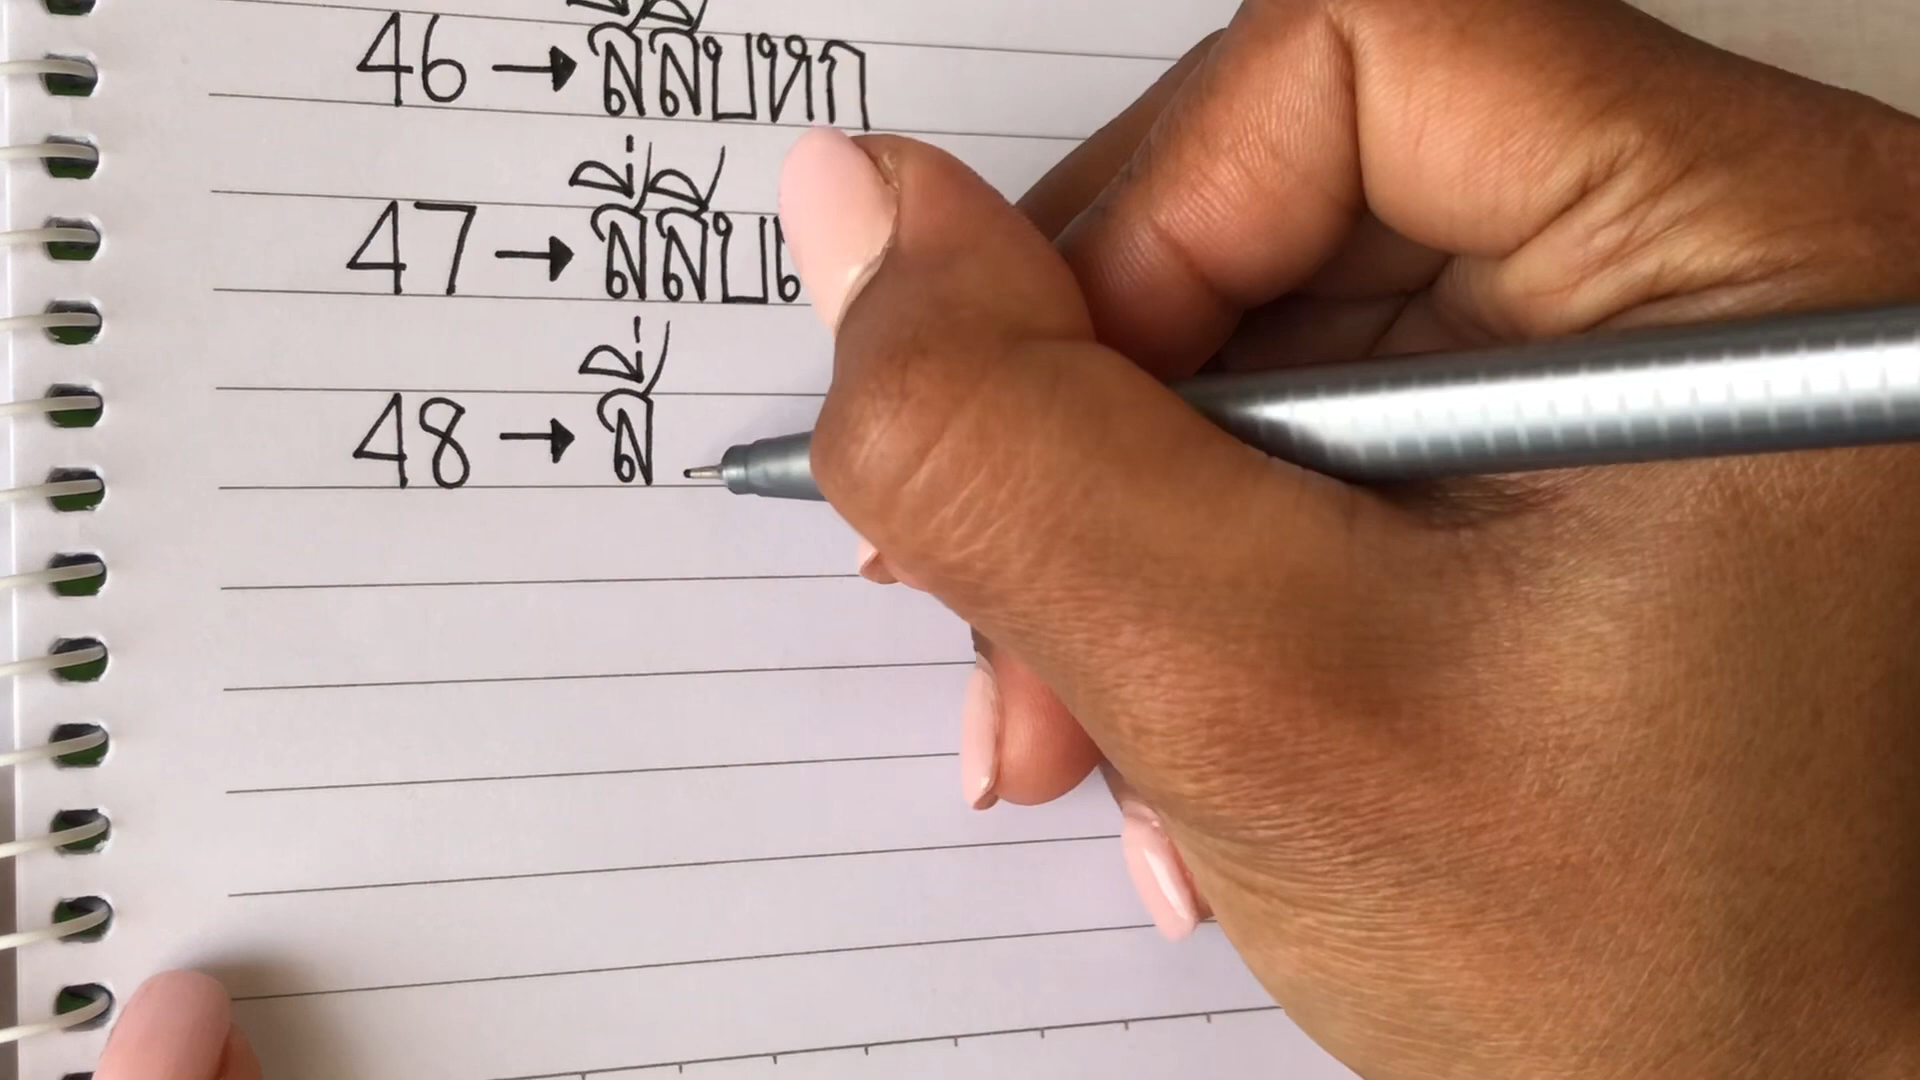 46 → สี่สิบหก
47 → สี่สิบ
48 → สี่